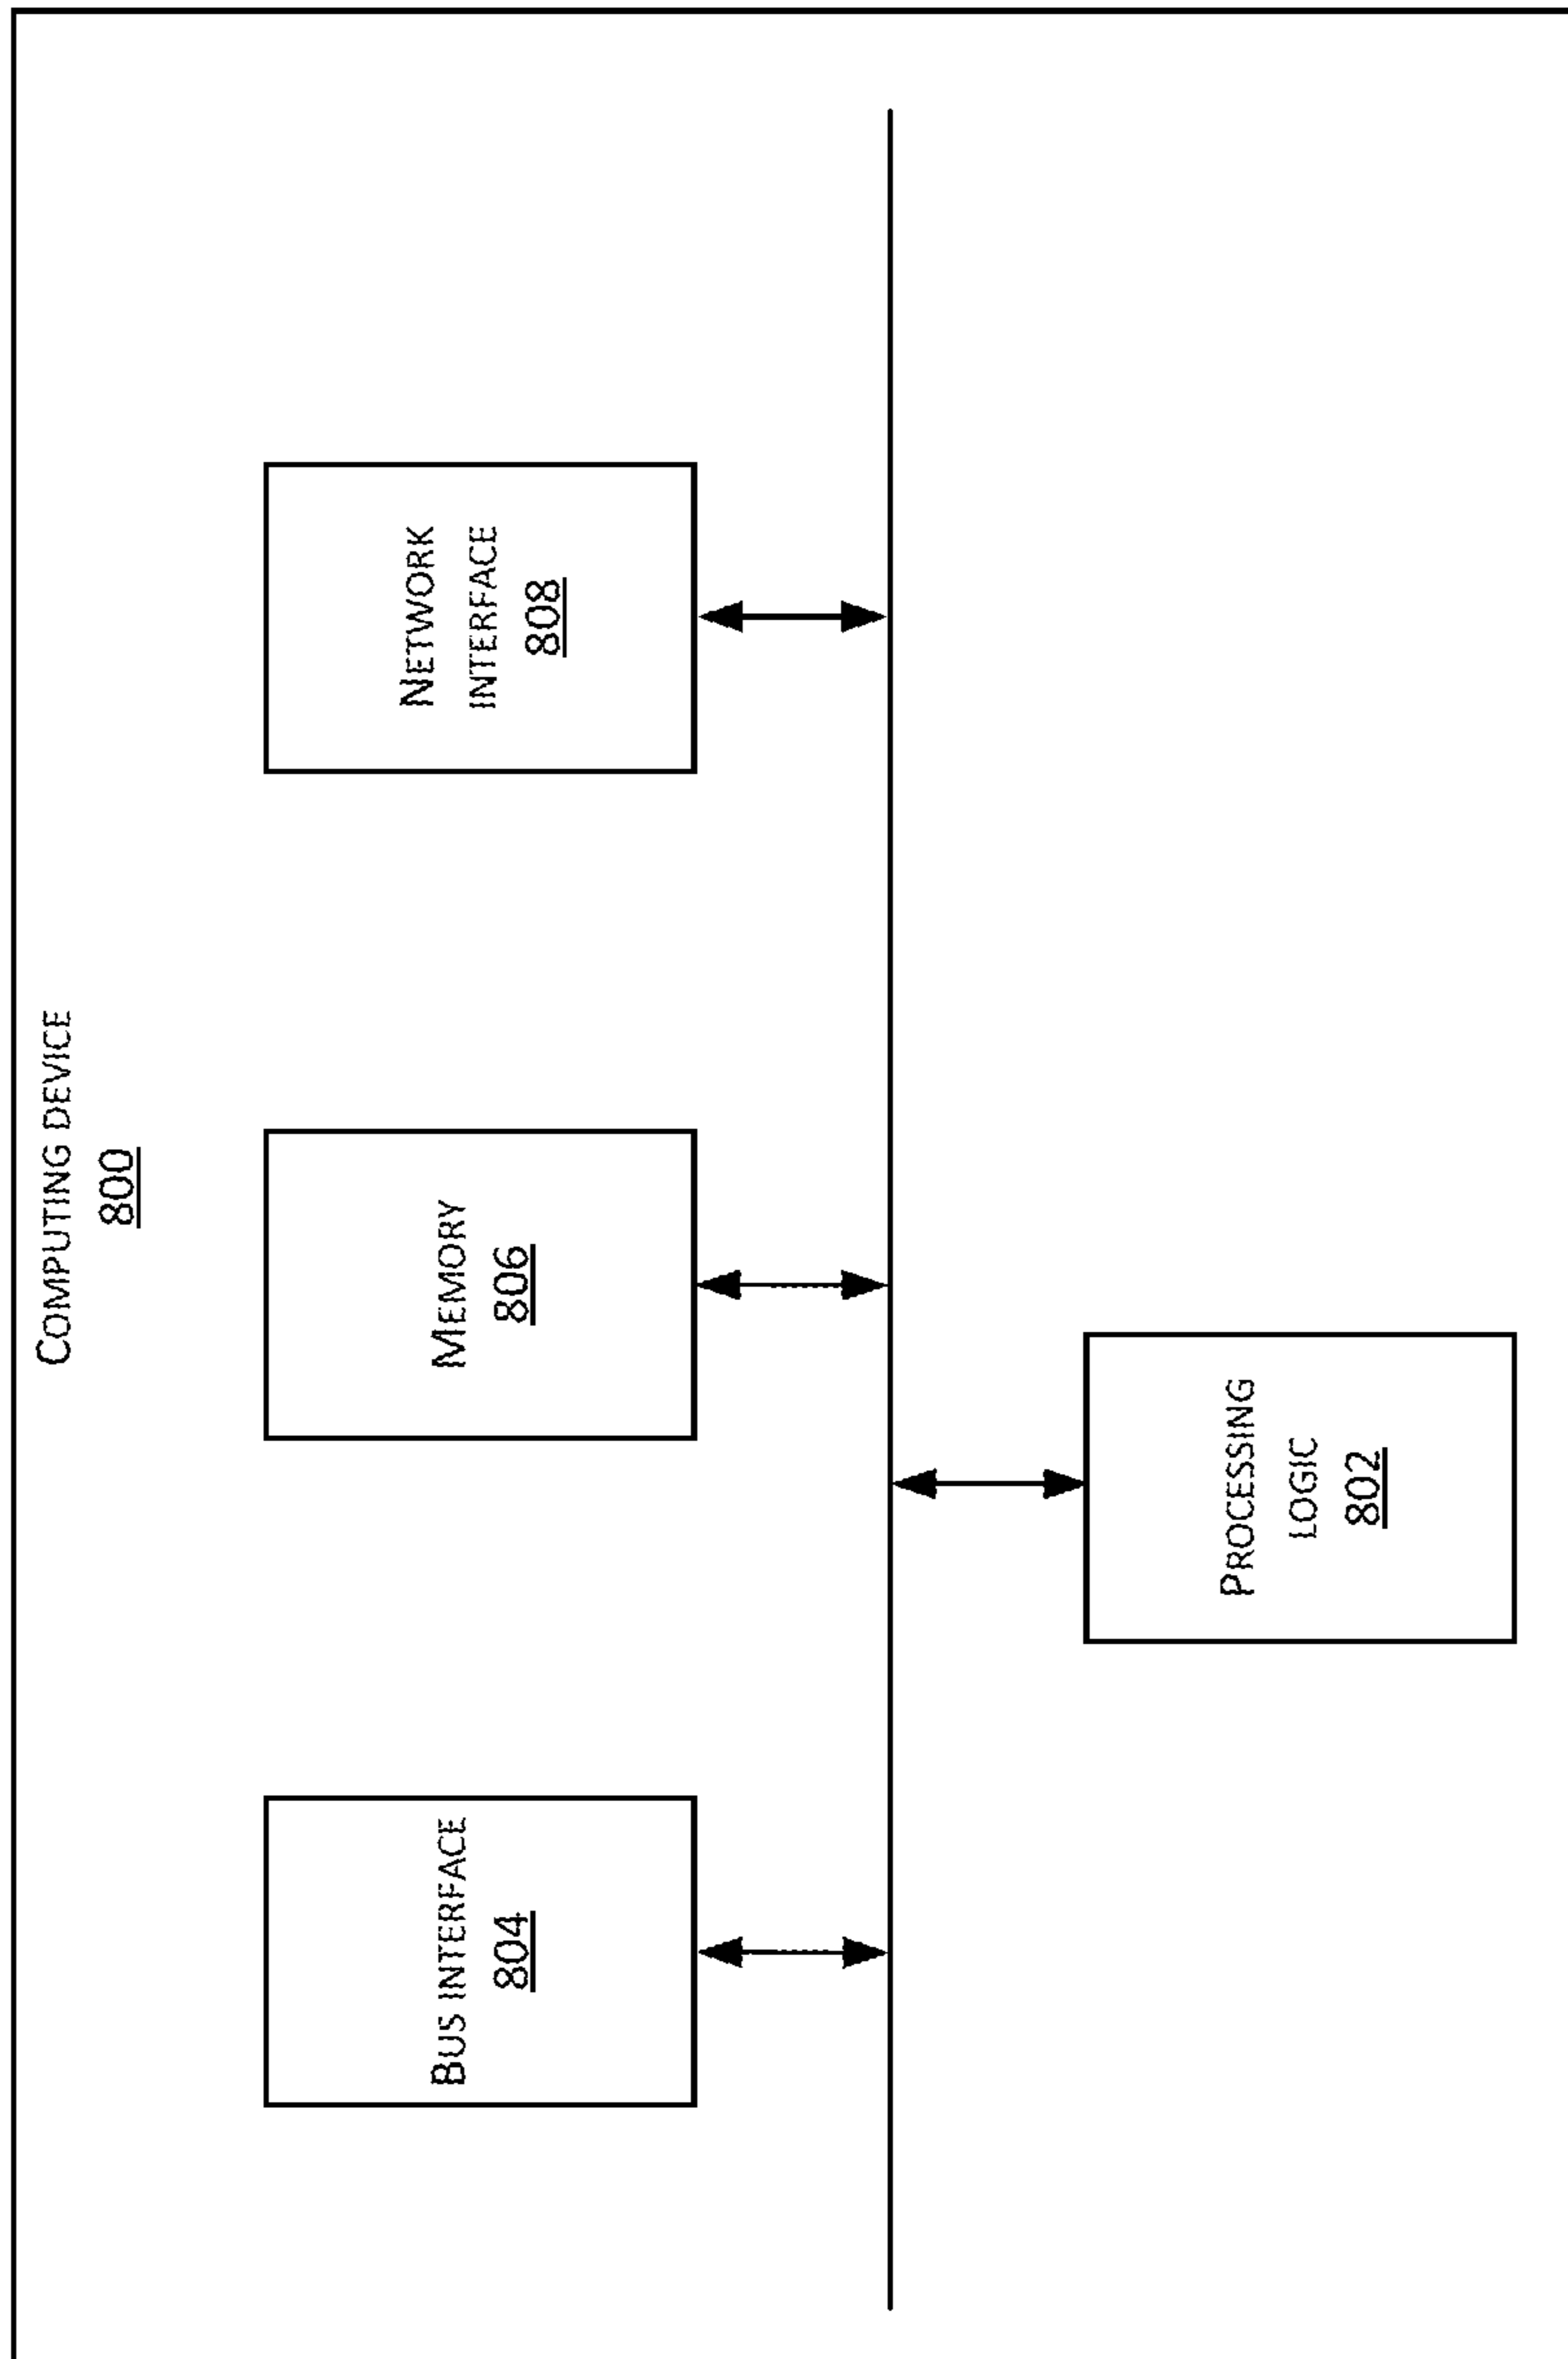 COMPUTING DEVICE
800
BUS INTERFACE
804
MEMORY
806
NETWORK
INTERFACE
808
PROCESSING
LOGIC
802